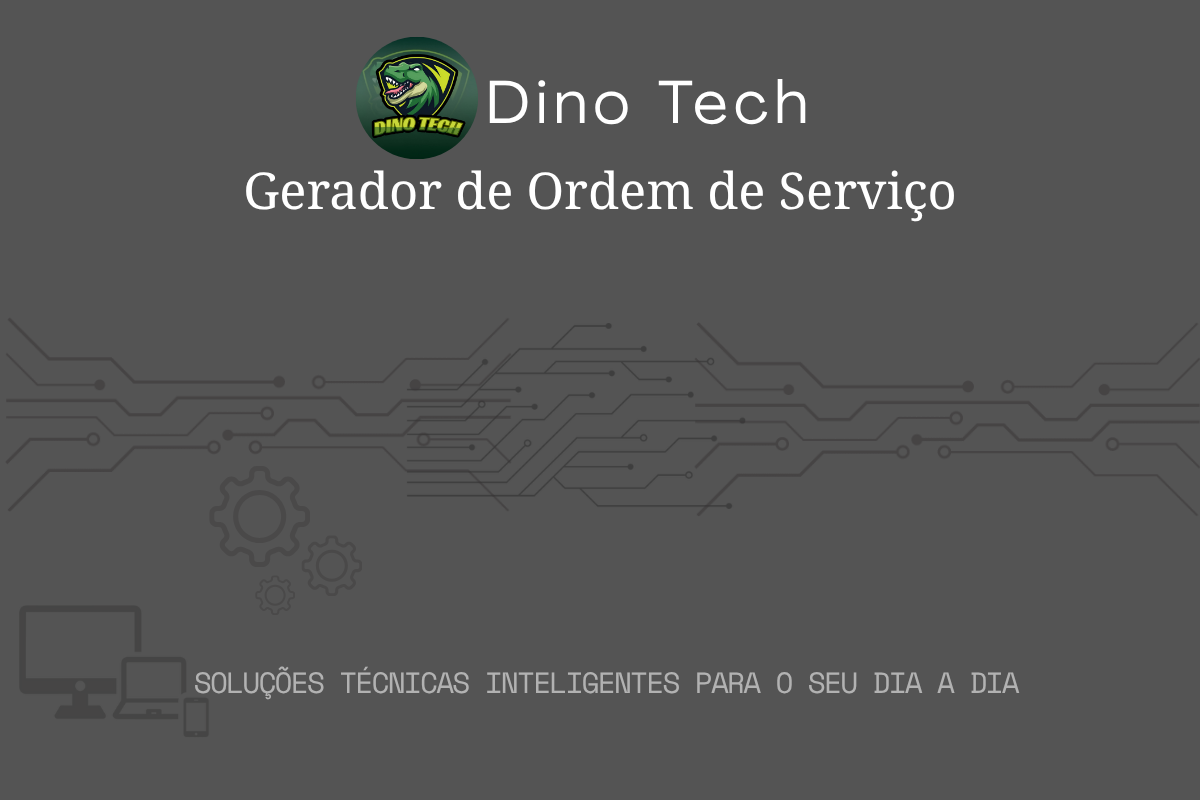 DINO TECH
Dino Tech
Gerador de Ordem de Serviço
SOLUÇÕES TÉCNICAS INTELIGENTES PARA O SEU DIA A DIA